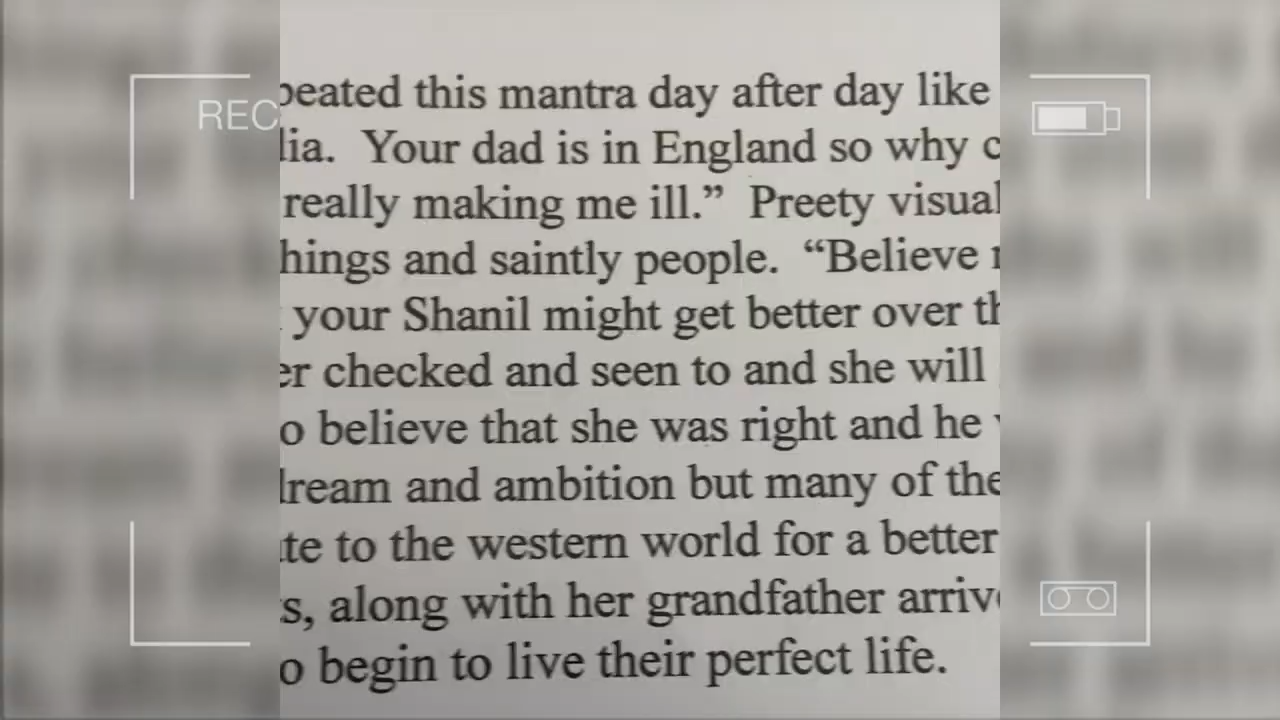 REC
peated this mantra day after day like
lia. Your dad is in England so why c
really making me ill.” Preety visual
hings and saintly people. “Believe
your Shanil might get better over th
er checked and seen to and she will
o believe that she was right and he
dream and ambition but many of the
te to the western world for a better
s, along with her grandfather arriv
o begin to live their perfect life.